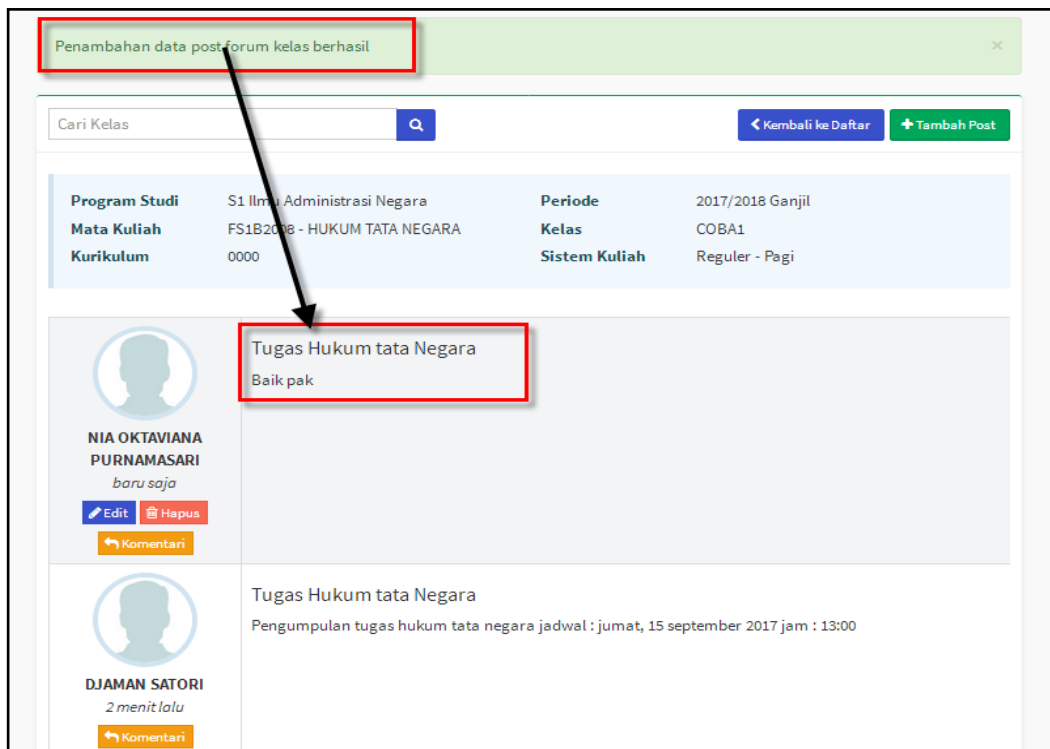 Penambahan data post forum kelas berhasil
×
Cari Kelas
Kembali ke Daftar
+ Tambah Post
Program Studi S1 Ilmu Administrasi Negara Periode 2017/2018 Ganjil
Mata Kuliah FS1B2008 - HUKUM TATA NEGARA Kelas COBA1
Kurikulum 0000 Sistem Kuliah Reguler - Pagi
Tugas Hukum tata Negara
Baik pak
NIA OKTAVIANA
PURNAMASARI
baru saja
Edit Hapus
Komentari
Tugas Hukum tata Negara
Pengumpulan tugas hukum tata negara jadwal : jumat, 15 september 2017 jam : 13:00
DJAMAN SATORI
2 menit lalu
Komentari